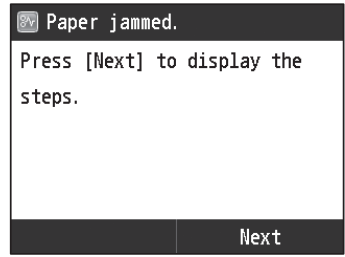 Paper jammed.
Press [Next] to display the
steps.
Next